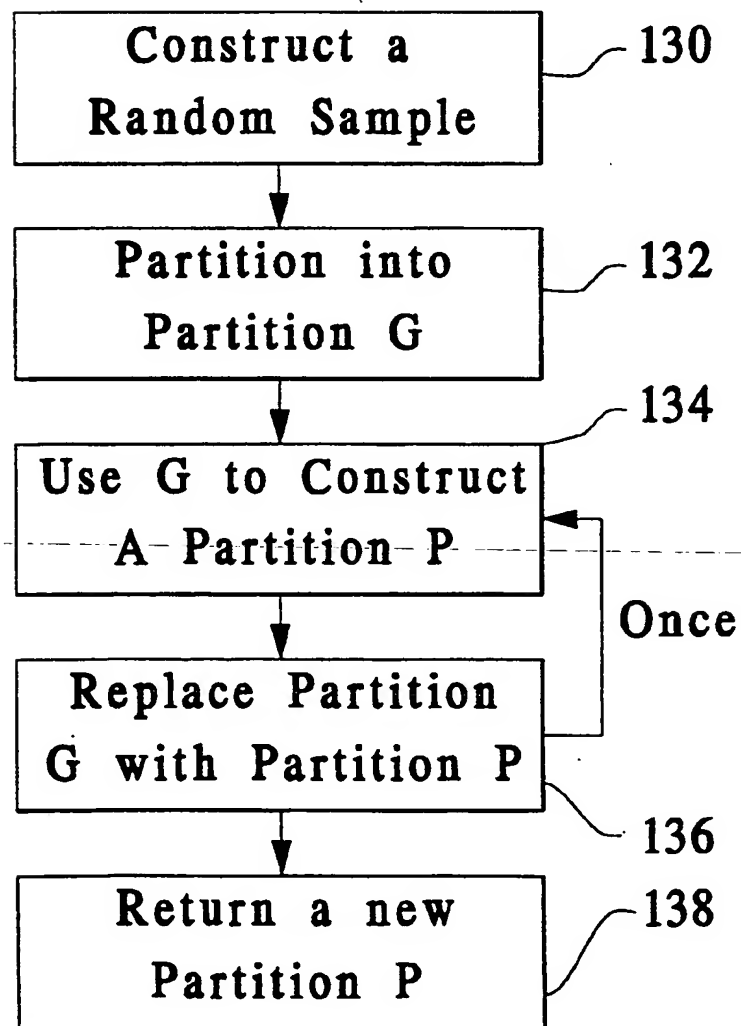 Construct a
Random Sample
130
Partition into
Partition G
132
134
Use G to Construct
A Partition P
Once
Replace Partition
G with Partition P
136
Return a new
Partition P
138